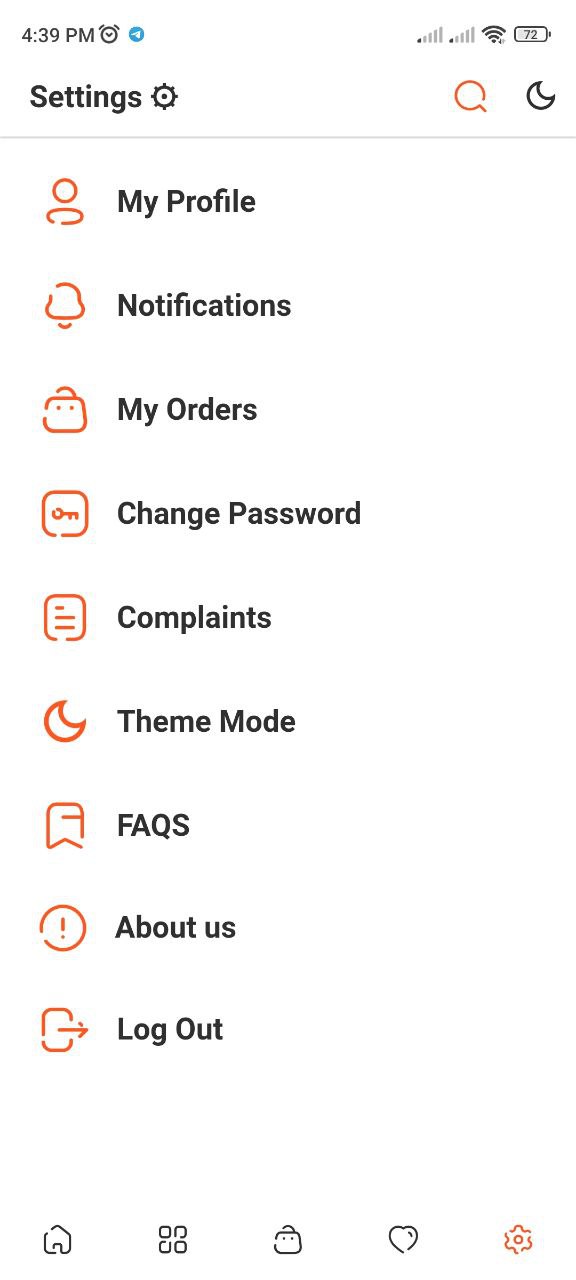 4:39 PM 72
Settings
My Profile
Notifications
My Orders
Change Password
Complaints
Theme Mode
FAQS
About us
Log Out